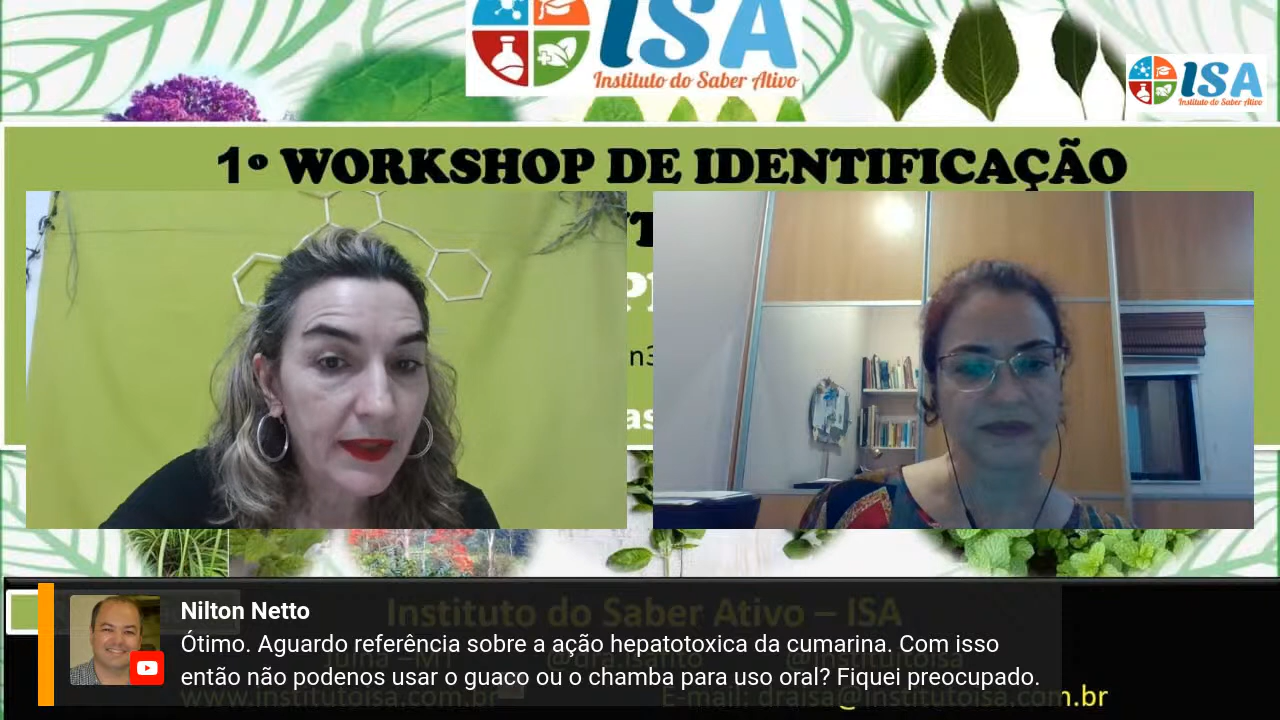 ISA
Instituto do Saber Ativo
ISA
Instituto do Saber Ativo
1º WORKSHOP DE IDENTIFICAÇÃO
Nilton Netto
Ótimo. Aguardo referência sobre a ação hepatotoxica da cumarina. Com isso
então não podenos usar o guaco ou o chamba para uso oral? Fiquei preocupado.
Instituto do Saber Ativo – ISA
www.institutoisa.com.br E-mail: draisa@institutoisa.com.br